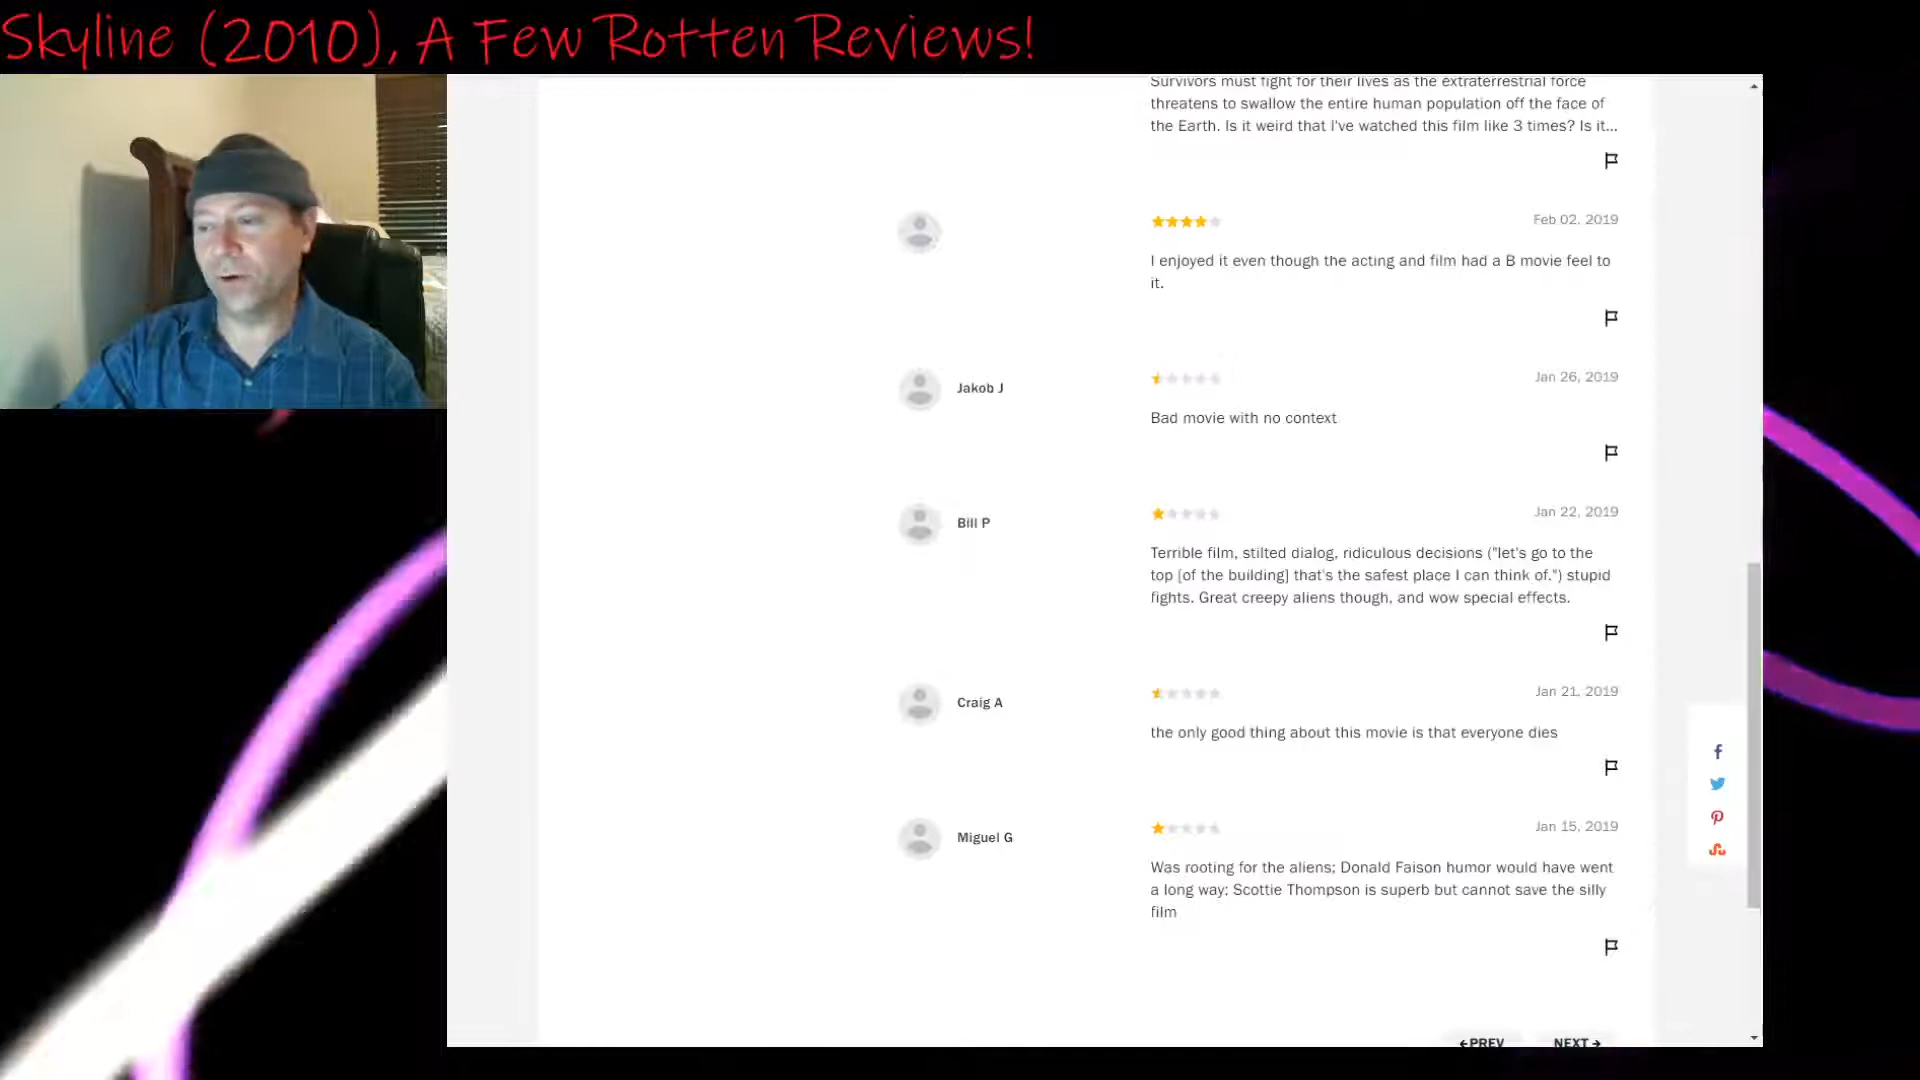 Skyline (2010), A Few Rotten Reviews!
Survivors must fight for their lives as the extraterrestrial force
threatens to swallow the entire human population off the face of
the Earth. Is it weird that I've watched this film like 3 times? Is it...
Feb 02, 2019
I enjoyed it even though the acting and film had a B movie feel to
it.
Jakob J
Jan 26, 2019
Bad movie with no context
Bill P
Jan 22, 2019
Terrible film, stilted dialog, ridiculous decisions ("let's go to the
top [of the building] that's the safest place I can think of.") stupid
fights. Great creepy aliens though, and wow special effects.
Craig A
Jan 21, 2019
the only good thing about this movie is that everyone dies
Miguel G
Jan 15, 2019
Was rooting for the aliens; Donald Faison humor would have went
a long way; Scottie Thompson is superb but cannot save the silly
film
PREV NEXT